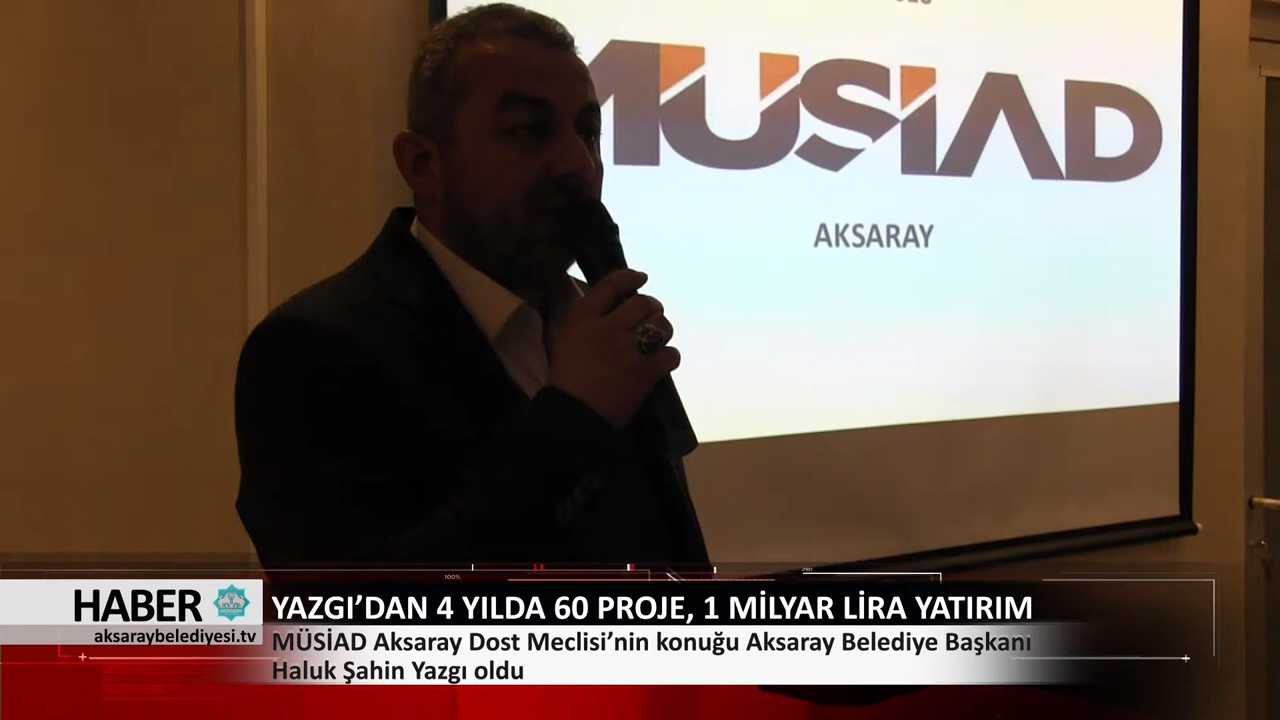 MÜSİAD
AKSARAY
100%
HABER
aksaraybelediyesi.tv
YAZGI’DAN 4 YILDA 60 PROJE, 1 MİLYAR LİRA YATIRIM
MÜSİAD Aksaray Dost Meclisi’nin konuğu Aksaray Belediye Başkanı
Haluk Şahin Yazgı oldu